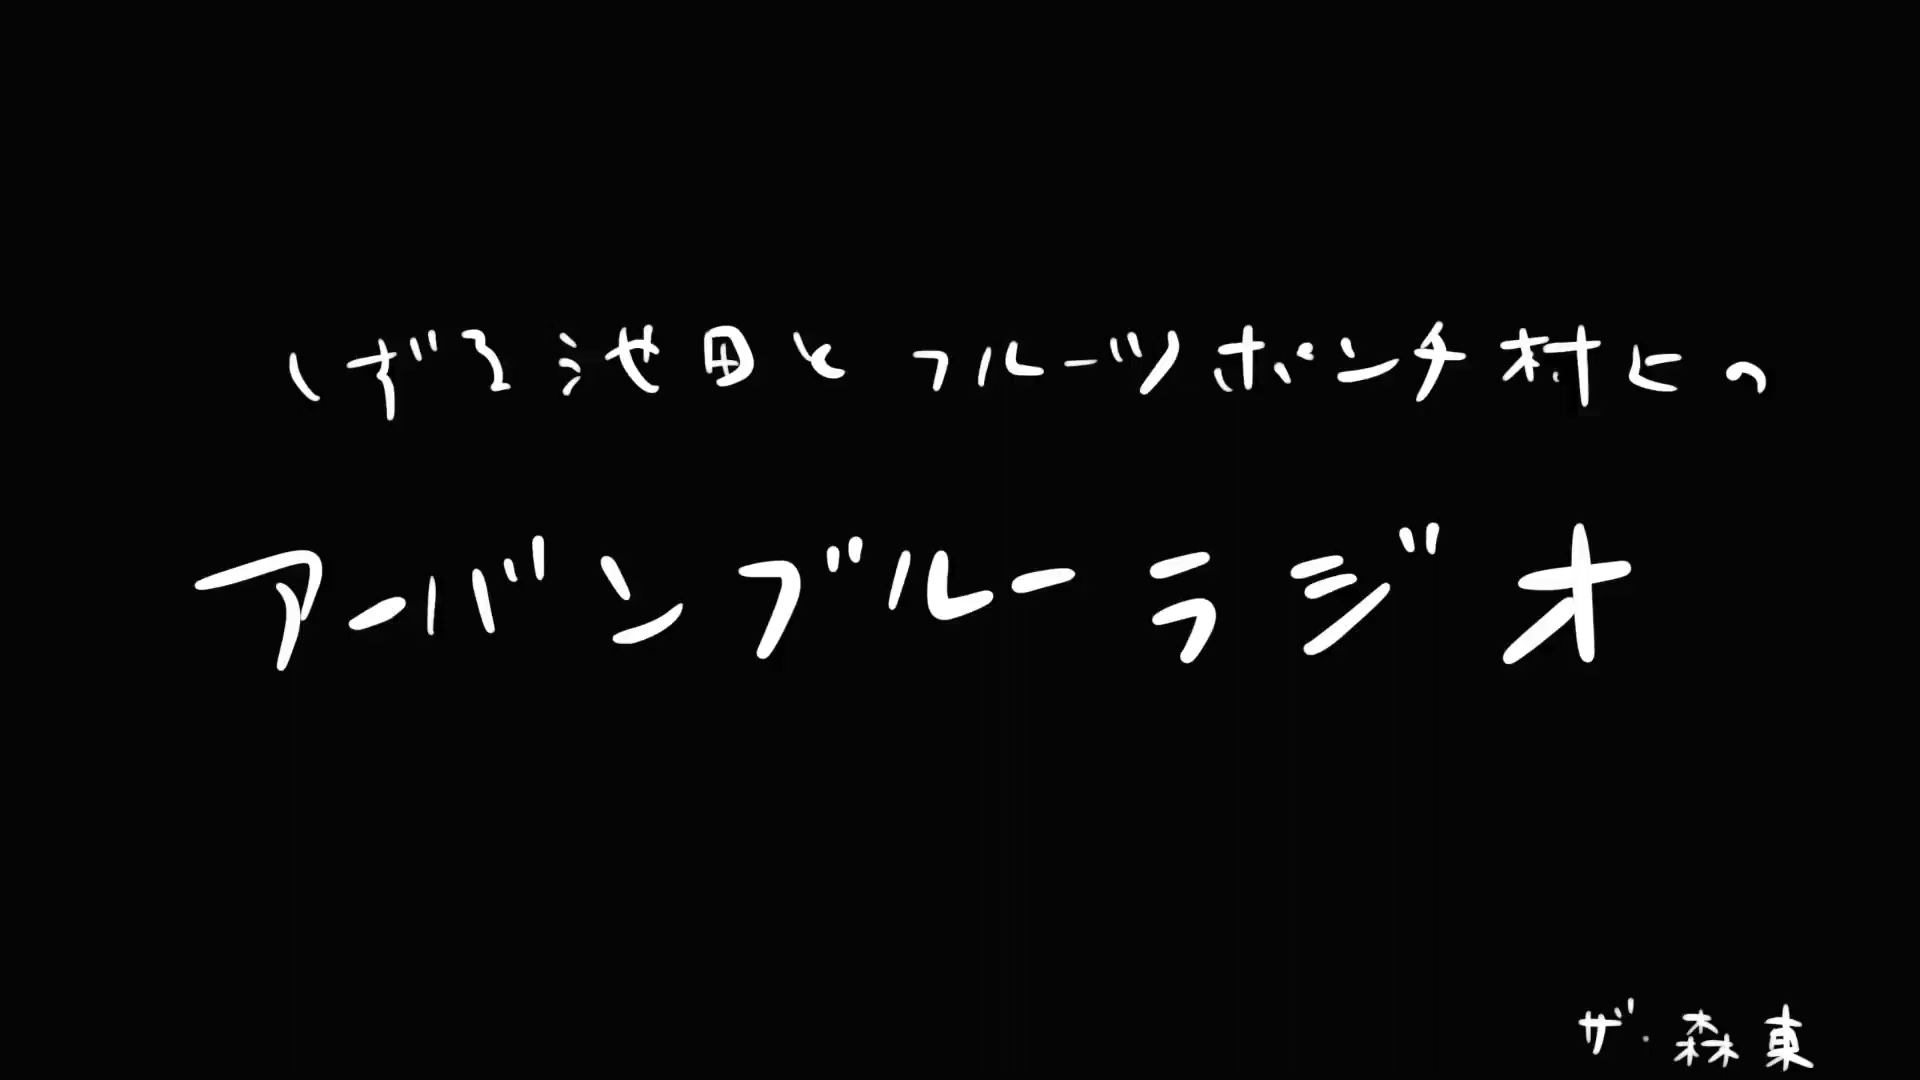 しずる池田とフルーツポンチ村上の
アーバンブルーラジオ
ザ・森東